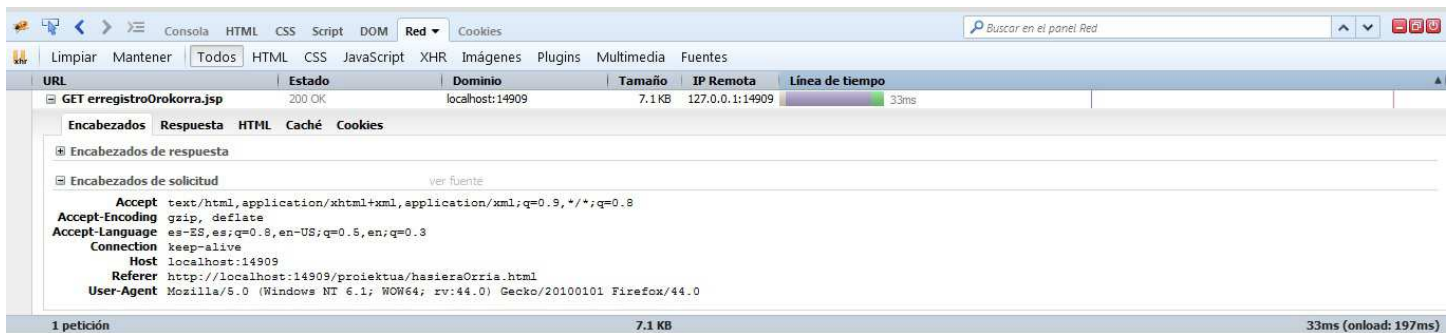 Consola HTML CSS Script DOM Red Cookies Buscar en el panel Red
xhr Limpiar Mantener Todos HTML CSS JavaScript XHR Imágenes Plugins Multimedia Fuentes
URL Estado Dominio Tamaño IP Remota Línea de tiempo
GET erregistroOrokorra.jsp 200 OK localhost:14909 7.1 KB 127.0.0.1:14909 33ms
Encabezados Respuesta HTML Caché Cookies
Encabezados de respuesta
Encabezados de solicitud ver fuente
Accept text/html,application/xhtml+xml,application/xml;q=0.9,*/*;q=0.8
Accept-Encoding gzip, deflate
Accept-Language es-ES,es;q=0.8,en-US;q=0.5,en;q=0.3
Connection keep-alive
Host localhost:14909
Referer http://localhost:14909/proiektua/hasieraOrria.html
User-Agent Mozilla/5.0 (Windows NT 6.1; WOW64; rv:44.0) Gecko/20100101 Firefox/44.0
1 petición 7.1 KB 33ms (onload: 197ms)